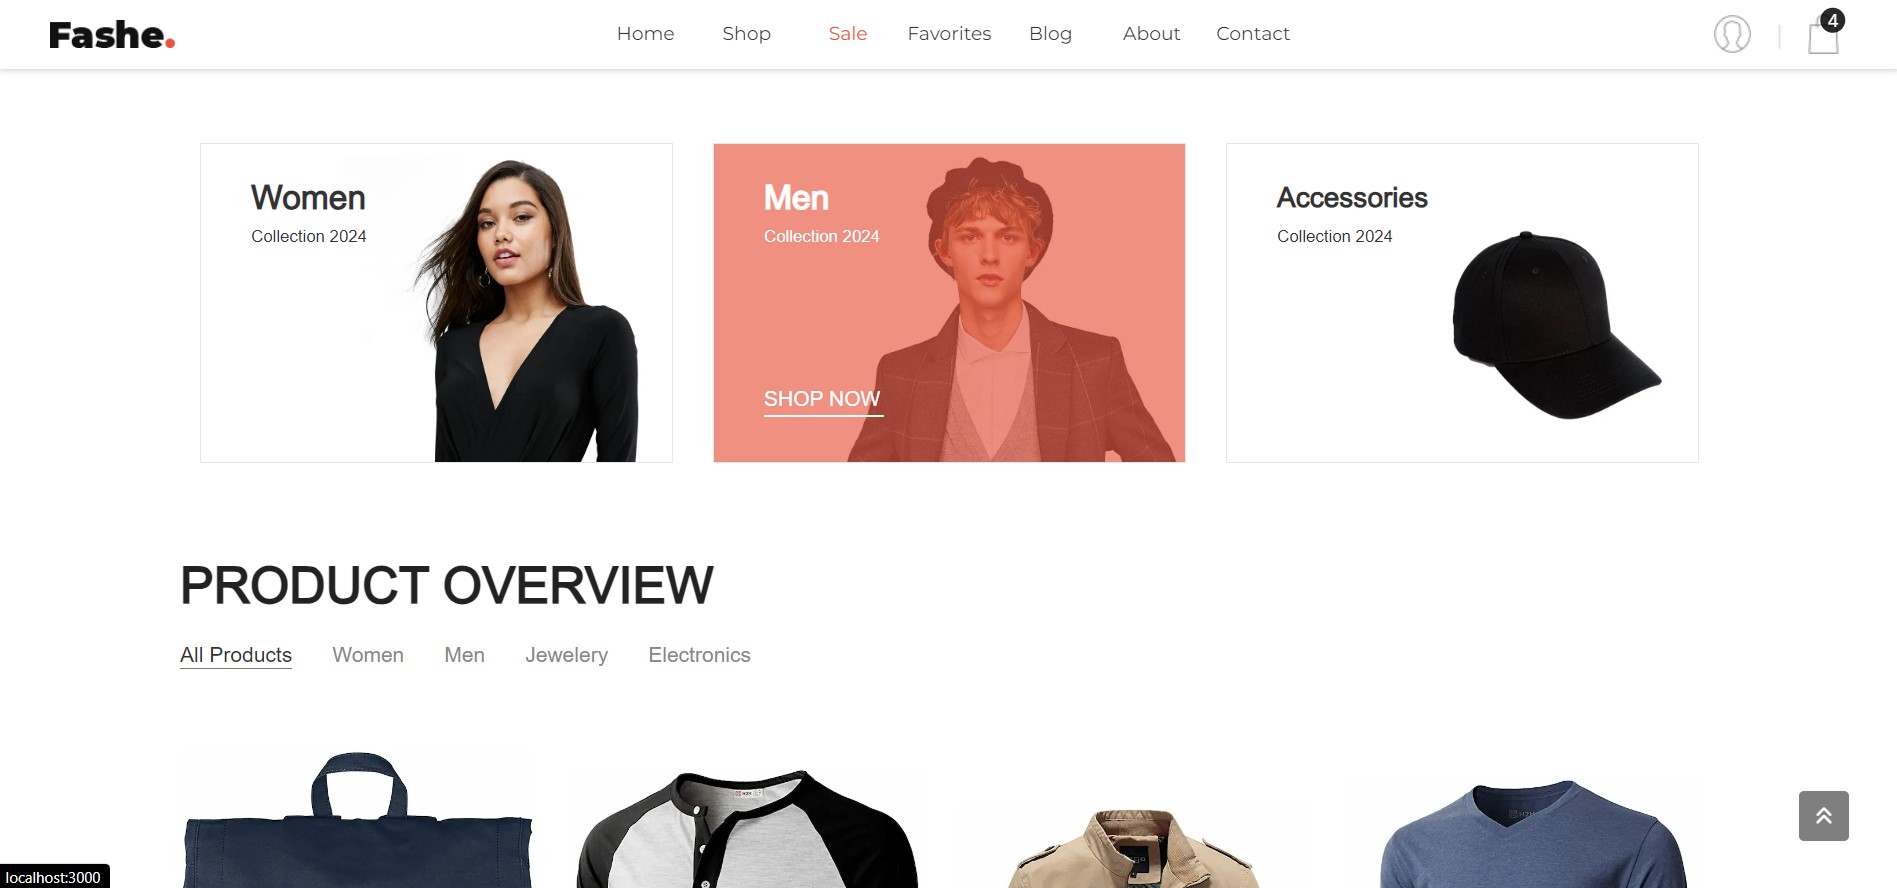 Fashe.
Home Shop Sale Favorites Blog About Contact
4
Women
Collection 2024
Men
Collection 2024
SHOP NOW
Accessories
Collection 2024
PRODUCT OVERVIEW
All Products Women Men Jewelery Electronics
localhost:3000